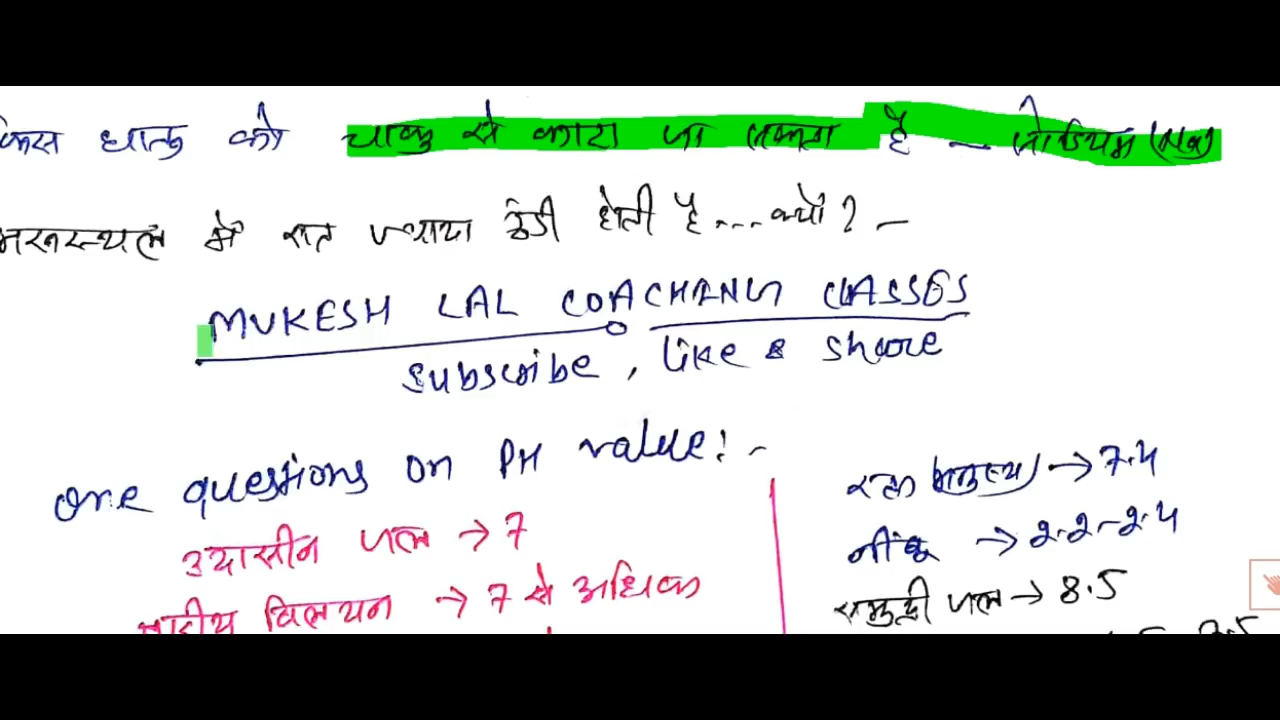 किस धातु को चाकू से काटा जा सकता है - सोडियम (Na)
मरूस्थल में रात ज्यादा ठंडी होती है... क्यों? -
MUKESH LAL COACHING CLASSES
subscribe, like & share
One questions on PH value:-
उदासीन जल → 7
क्षारीय विलयन → 7 से अधिक
रक्त (मनुष्य) → 7.4
नींबू → 2.2-2.4
समुद्री जल → 8.5